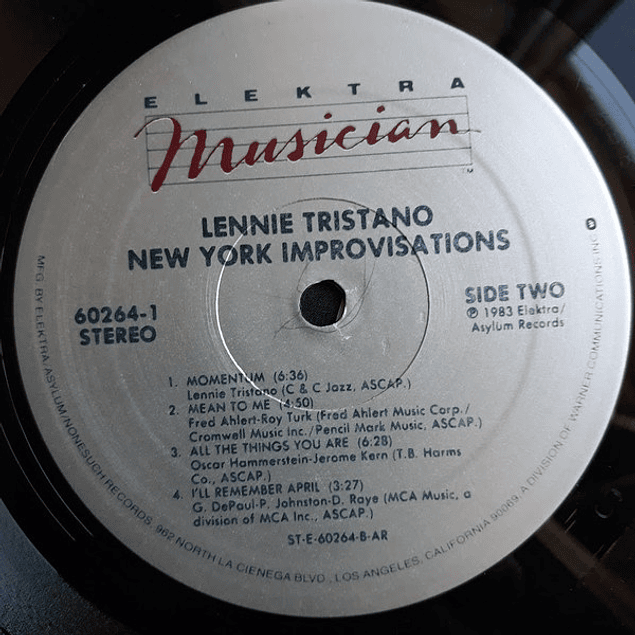 ELEKTRA
Musician
TM
LENNIE TRISTANO
NEW YORK IMPROVISATIONS
60264-1
STEREO
SIDE TWO
℗ 1983 Elektra/
Asylum Records
1. MOMENTUM (6:36)
Lennie Tristano (C & C Jazz, ASCAP.)
2. MEAN TO ME (4:50)
Fred Ahlert-Roy Turk (Fred Ahlert Music Corp./
Cromwell Music Inc./Pencil Mark Music, ASCAP.)
3. ALL THE THINGS YOU ARE (6:28)
Oscar Hammerstein-Jerome Kern (T.B. Harms
Co., ASCAP.)
4. I'LL REMEMBER APRIL (3:27)
G. DePaul-P. Johnston-D. Raye (MCA Music, a
division of MCA Inc., ASCAP.)
ST-E-60264-B-AR
MFG. BY ELEKTRA/ASYLUM/NONESUCH RECORDS, 962 NORTH LA CIENEGA BLVD., LOS ANGELES, CALIFORNIA 90069. A DIVISION OF WARNER COMMUNICATIONS INC.